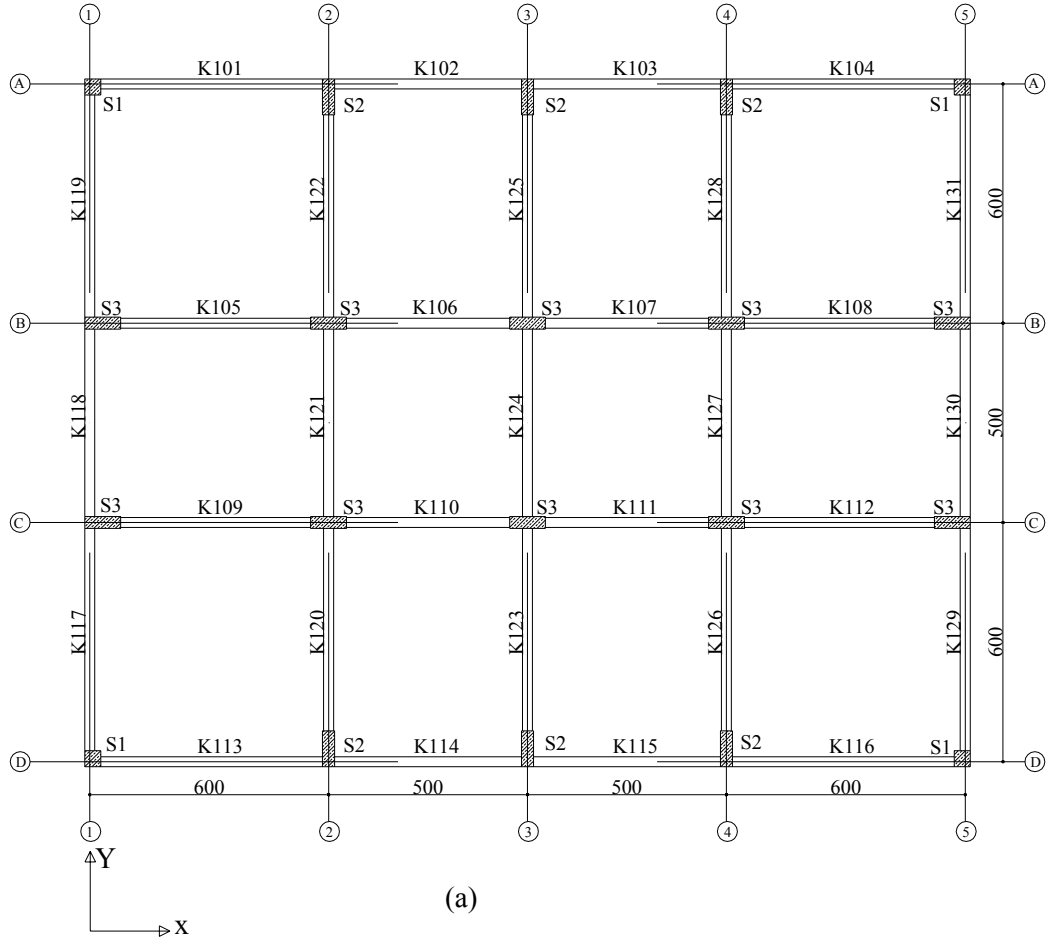 1 2 3 4 5
K101 K102 K103 K104
A A
S1 S2 S2 S2 S1
K119 K122 K125 K128 K131 600
S3 K105 S3 K106 S3 K107 S3 K108 S3
B B
K118 K121 K124 K127 K130 500
S3 K109 S3 K110 S3 K111 S3 K112 S3
C C
K117 K120 K123 K126 K129 600
S1 K113 S2 K114 S2 K115 S2 K116 S1
D D
600 500 500 600
1 2 3 4 5
Y
x
(a)